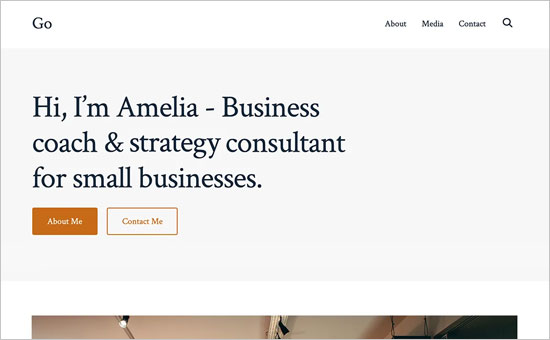 Go
About Media Contact
Hi, I’m Amelia - Business
coach & strategy consultant
for small businesses.
About Me
Contact Me